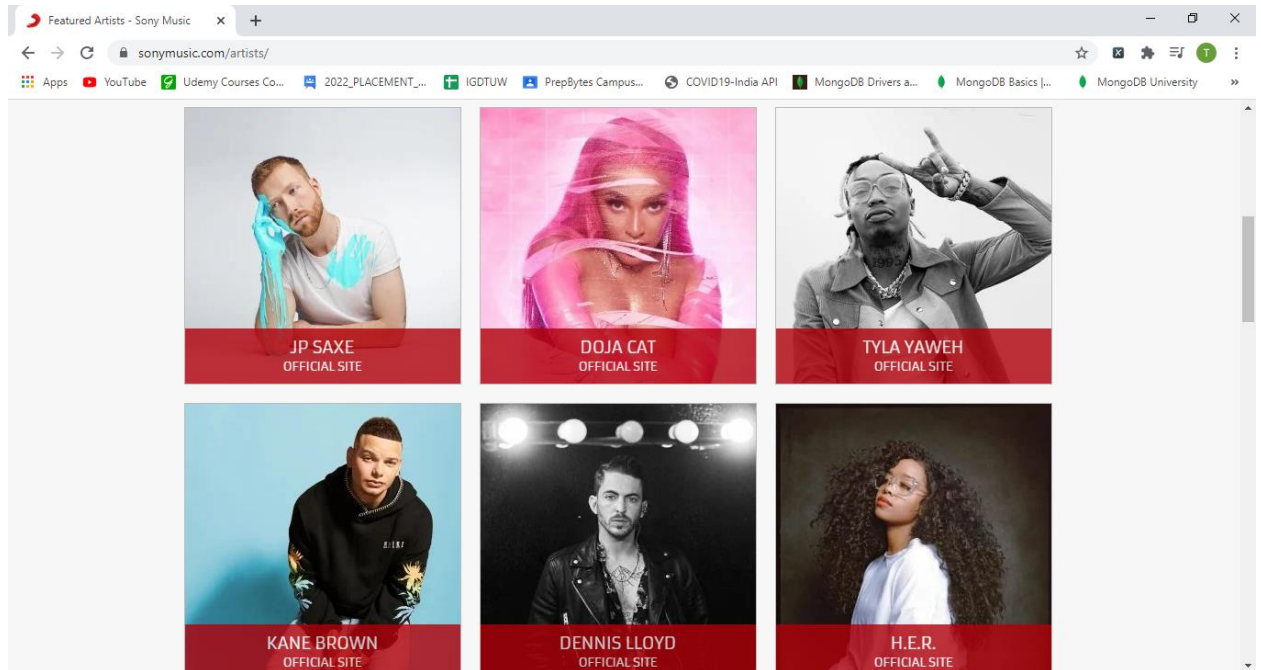 Featured Artists - Sony Music
sonymusic.com/artists/
T
Apps YouTube Udemy Courses Co... 2022_PLACEMENT_... IGDTUW PrepBytes Campus... COVID19-India API MongoDB Drivers a... MongoDB Basics |... MongoDB University »
1995
JP SAXE
OFFICIAL SITE
DOJA CAT
OFFICIAL SITE
TYLA YAWEH
OFFICIAL SITE
KANE BROWN
OFFICIAL SITE
DENNIS LLOYD
OFFICIAL SITE
H.E.R.
OFFICIAL SITE